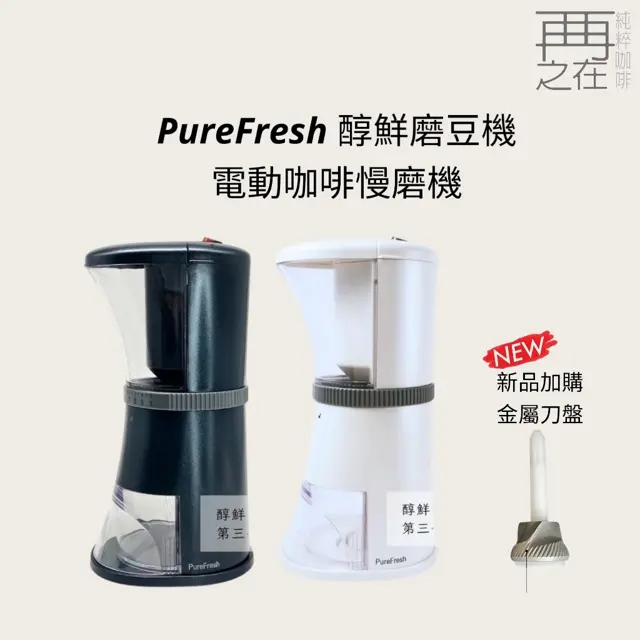 再之在
純粹咖啡
PureFresh 醇鮮磨豆機
電動咖啡慢磨機
NEW
新品加購
金屬刀盤
醇鮮
第三
PureFresh
醇鮮
第三
PureFresh